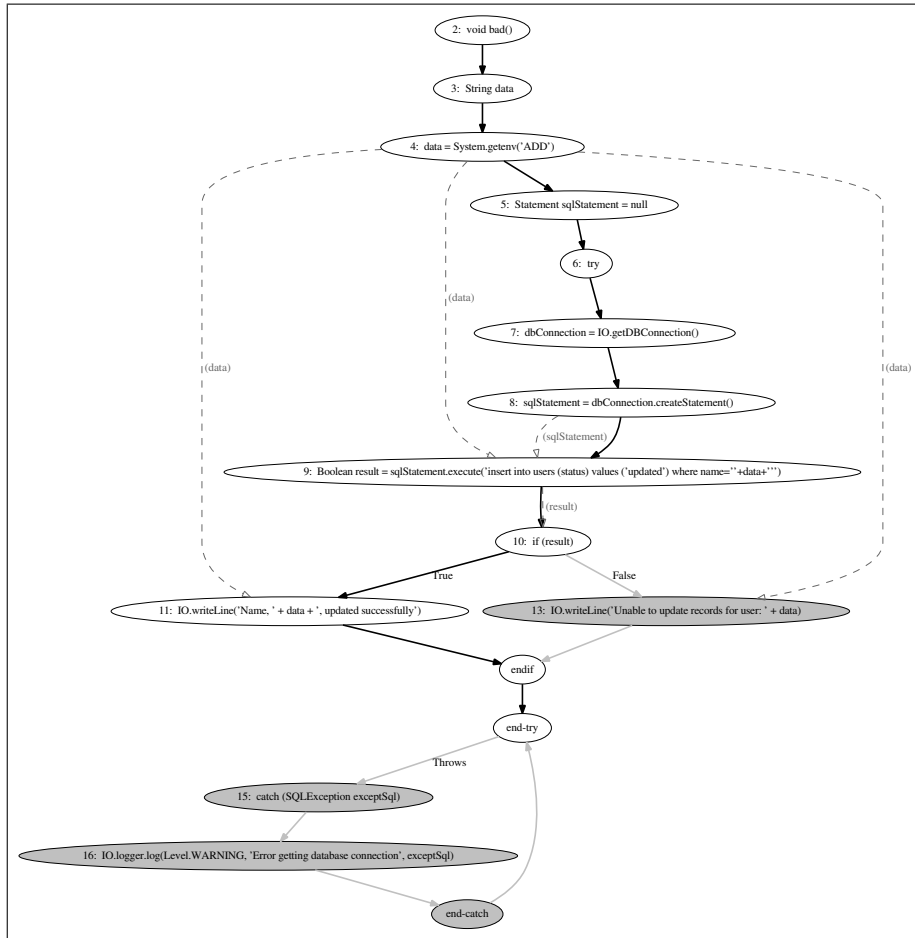 2: void bad()
3: String data
4: data = System.getenv('ADD')
5: Statement sqlStatement = null
6: try
(data)
7: dbConnection = IO.getDBConnection()
(data)
(data)
8: sqlStatement = dbConnection.createStatement()
(sqlStatement)
9: Boolean result = sqlStatement.execute('insert into users (status) values ('updated') where name=''+data+''')
(result)
10: if (result)
True
False
11: IO.writeLine('Name, ' + data + ', updated successfully')
13: IO.writeLine('Unable to update records for user: ' + data)
endif
end-try
Throws
15: catch (SQLException exceptSql)
16: IO.logger.log(Level.WARNING, 'Error getting database connection', exceptSql)
end-catch